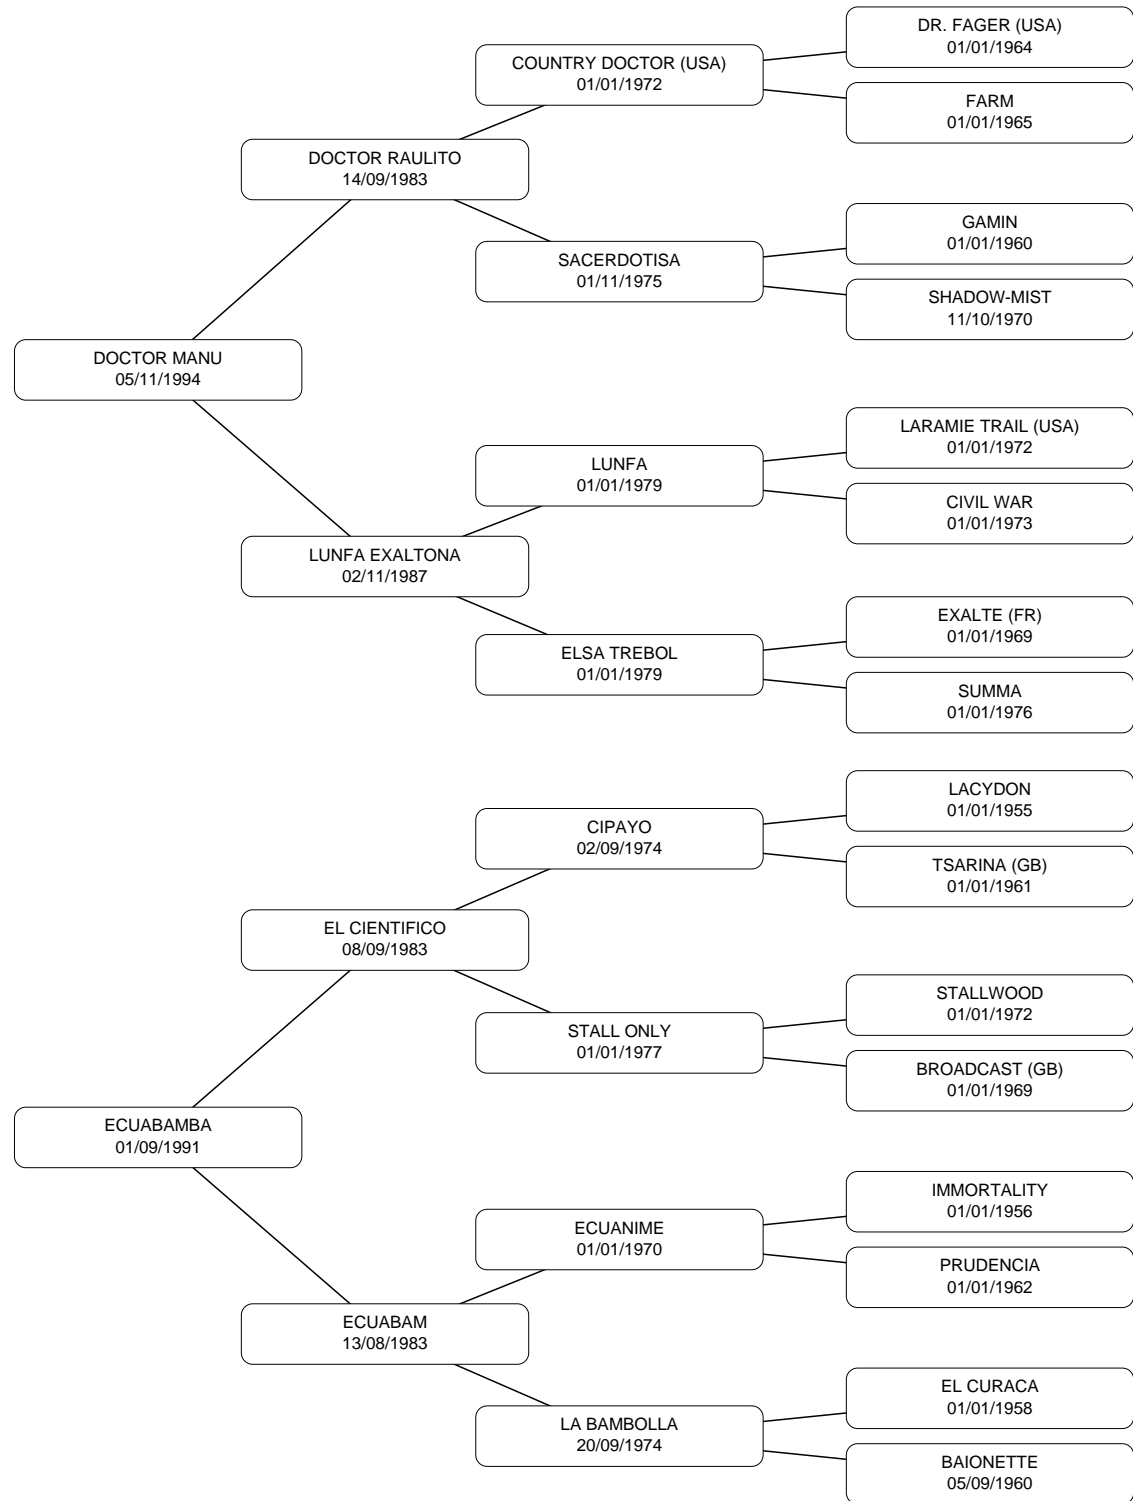 DR. FAGER (USA)
01/01/1964
COUNTRY DOCTOR (USA)
01/01/1972
FARM
01/01/1965
DOCTOR RAULITO
14/09/1983
GAMIN
01/01/1960
SACERDOTISA
01/11/1975
SHADOW-MIST
11/10/1970
DOCTOR MANU
05/11/1994
LARAMIE TRAIL (USA)
01/01/1972
LUNFA
01/01/1979
CIVIL WAR
01/01/1973
LUNFA EXALTONA
02/11/1987
EXALTE (FR)
01/01/1969
ELSA TREBOL
01/01/1979
SUMMA
01/01/1976
LACYDON
01/01/1955
CIPAYO
02/09/1974
TSARINA (GB)
01/01/1961
EL CIENTIFICO
08/09/1983
STALLWOOD
01/01/1972
STALL ONLY
01/01/1977
BROADCAST (GB)
01/01/1969
ECUABAMBA
01/09/1991
IMMORTALITY
01/01/1956
ECUANIME
01/01/1970
PRUDENCIA
01/01/1962
ECUABAM
13/08/1983
EL CURACA
01/01/1958
LA BAMBOLLA
20/09/1974
BAIONETTE
05/09/1960